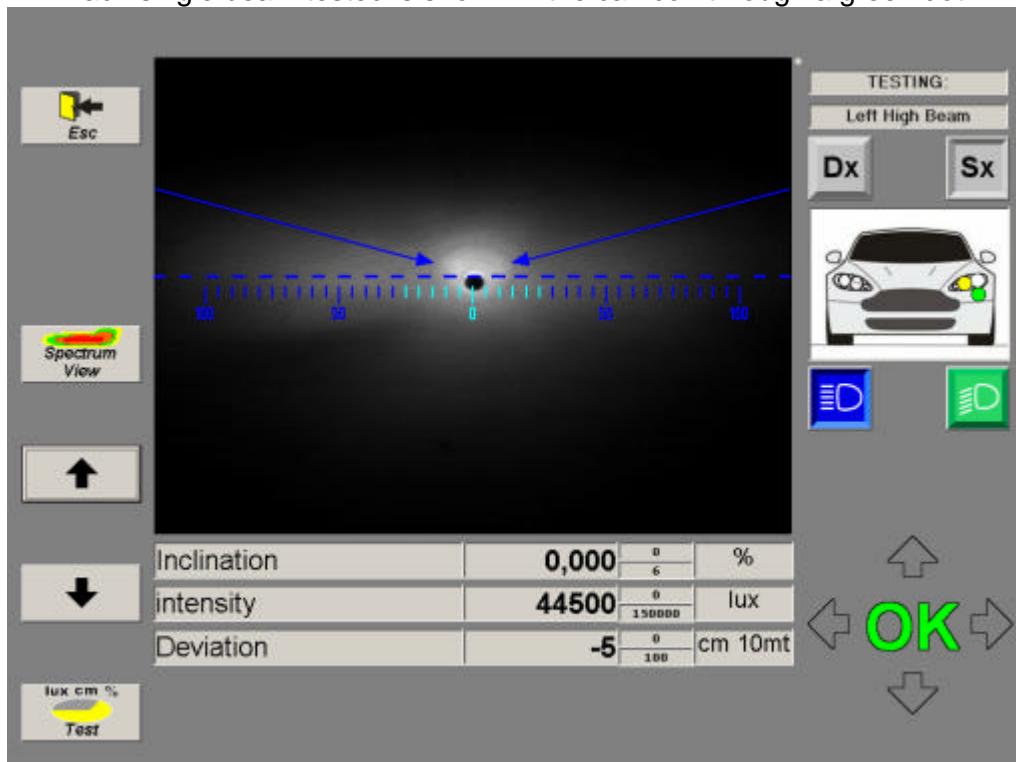 Esc
TESTING:
Left High Beam
Dx
Sx
100
50
0
50
100
Spectrum
View
Inclination
0,000
0
6
%
intensity
44500
0
150000
lux
Deviation
-5
0
100
cm 10mt
OK
lux cm %
Test